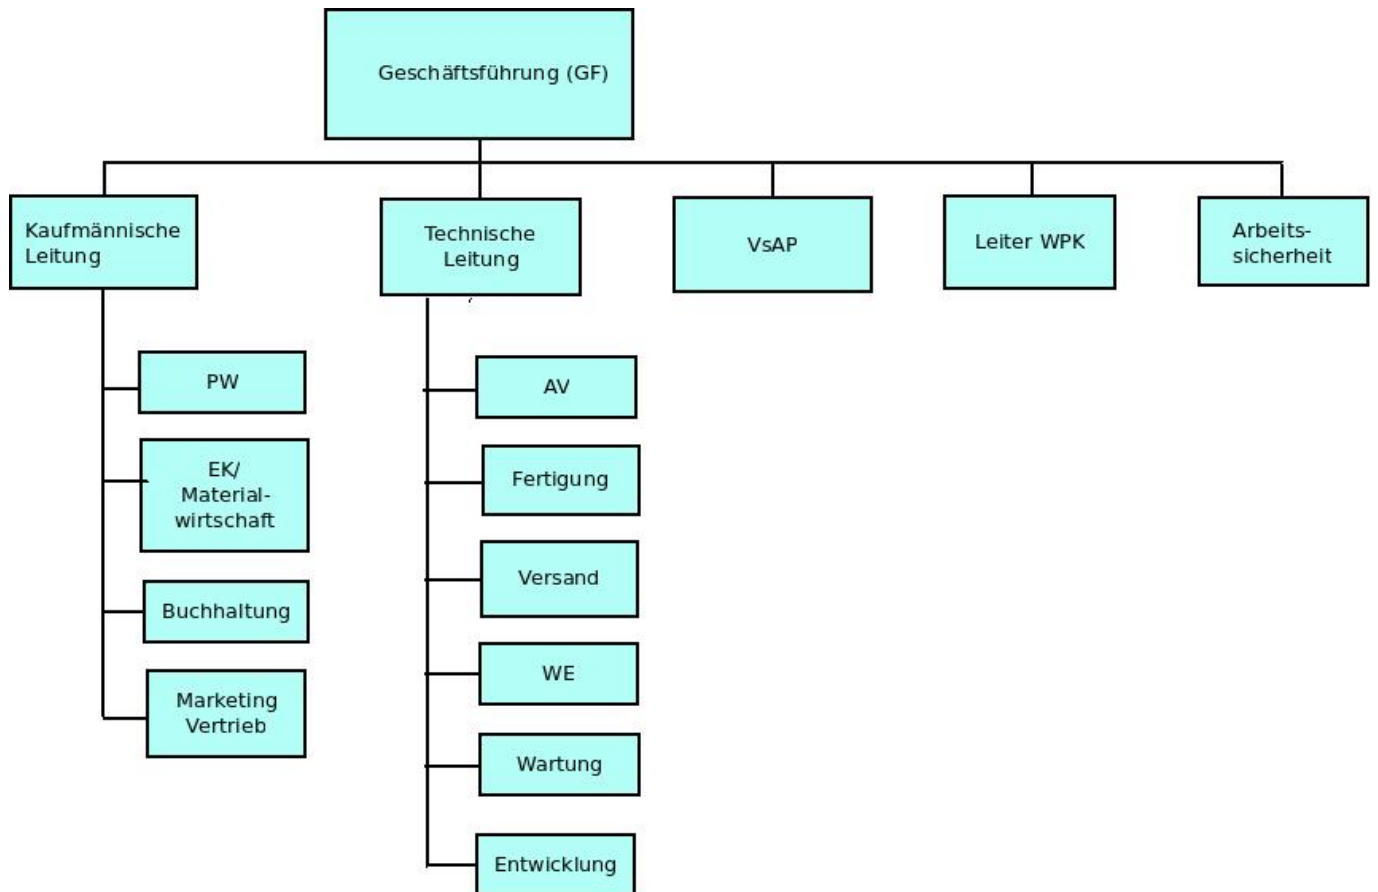 Geschäftsführung (GF)
Kaufmännische
Leitung
Technische
Leitung
VsAP
Leiter WPK
Arbeits-
sicherheit
PW
EK/
Material-
wirtschaft
Buchhaltung
Marketing
Vertrieb
AV
Fertigung
Versand
WE
Wartung
Entwicklung